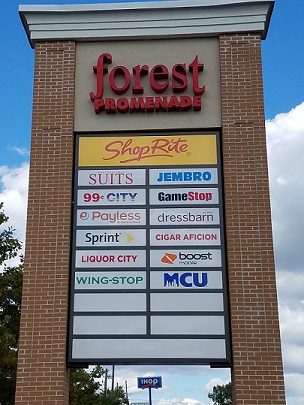 forest
PROMENADE
ShopRite
SUITS JEMBRO
99¢ CITY GameStop
Payless dressbarn
Sprint CIGAR AFICION
LIQUOR CITY boost mobile
WING-STOP MCU
IHOP